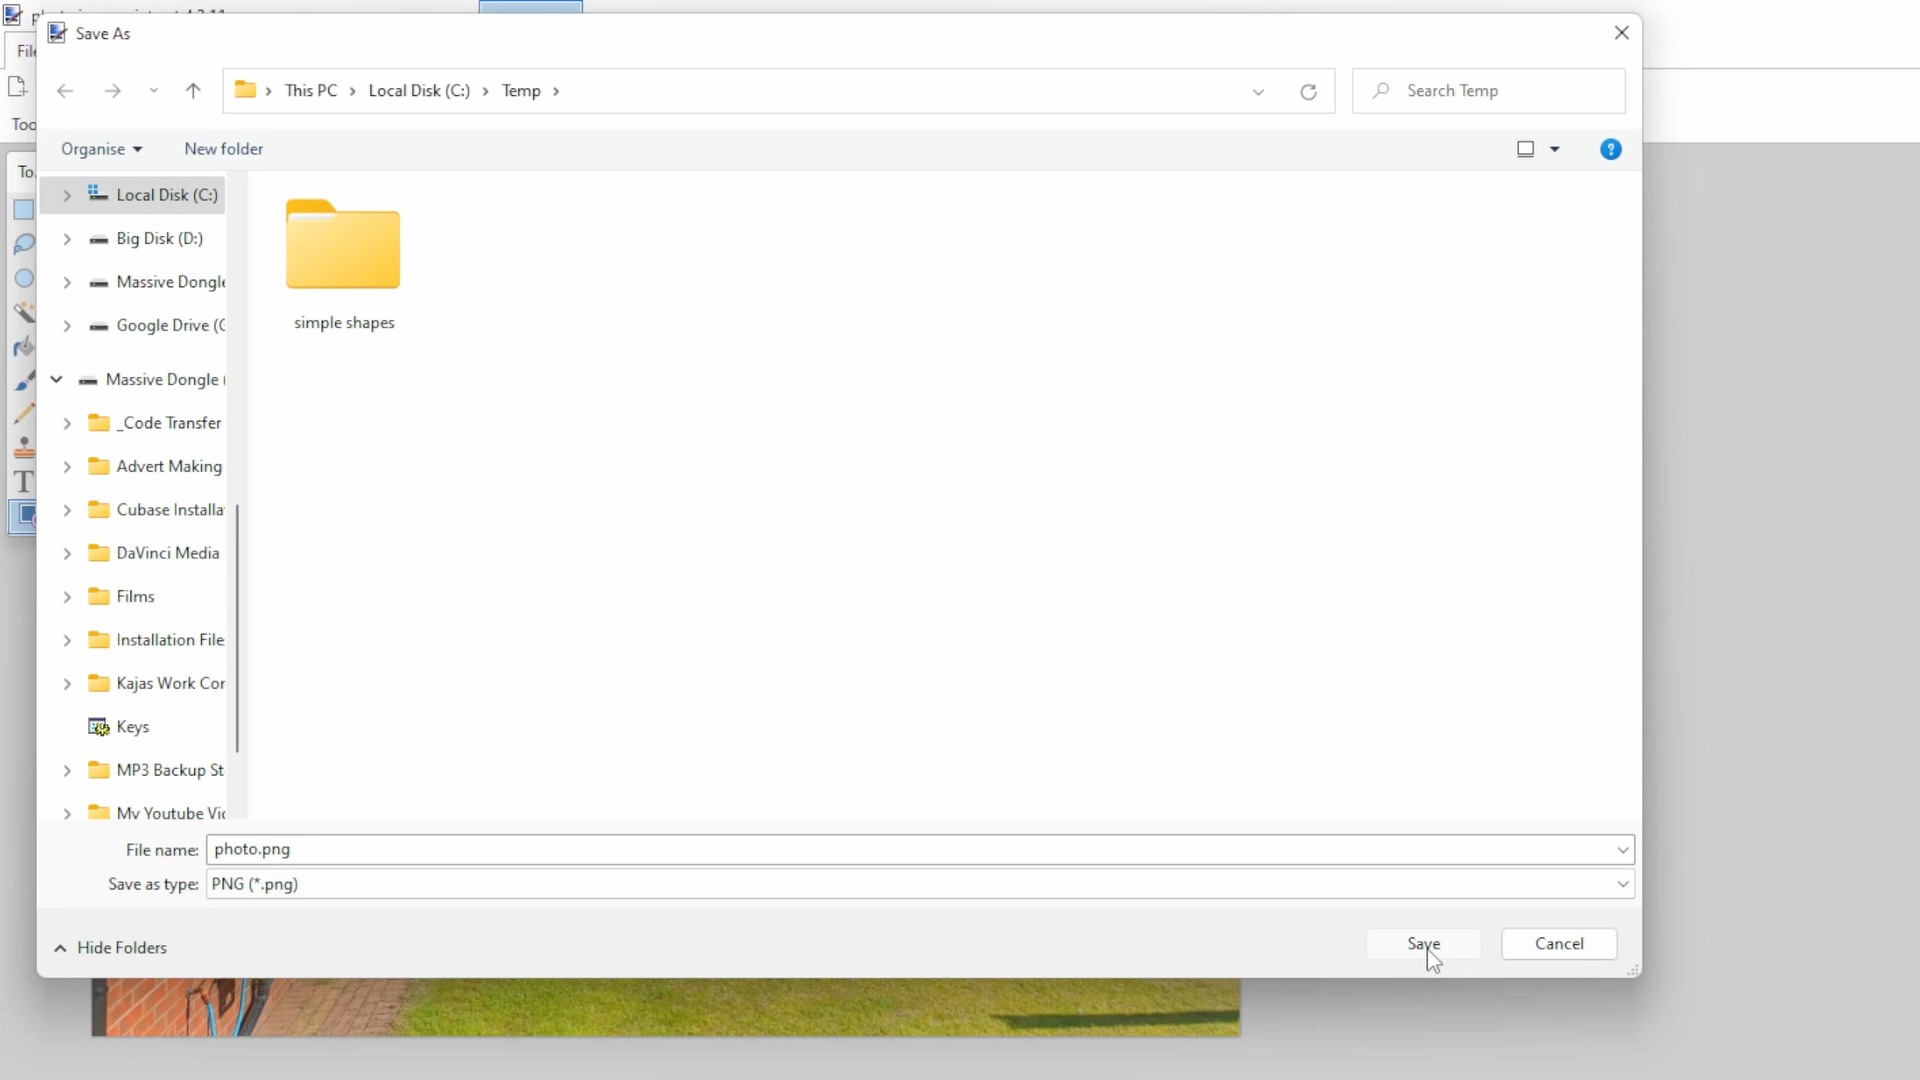 Save As
File
This PC > Local Disk (C:) > Temp >
Search Temp
Organise
New folder
?
To
Local Disk (C:)
Big Disk (D:)
Massive Dongle
Google Drive (
Massive Dongle
_Code Transfer
Advert Making
Cubase Installa
DaVinci Media
Films
Installation File
Kajas Work Cor
Keys
MP3 Backup St
My Youtube Vi
simple shapes
T
File name: photo.png
Save as type: PNG (*.png)
Hide Folders
Save
Cancel